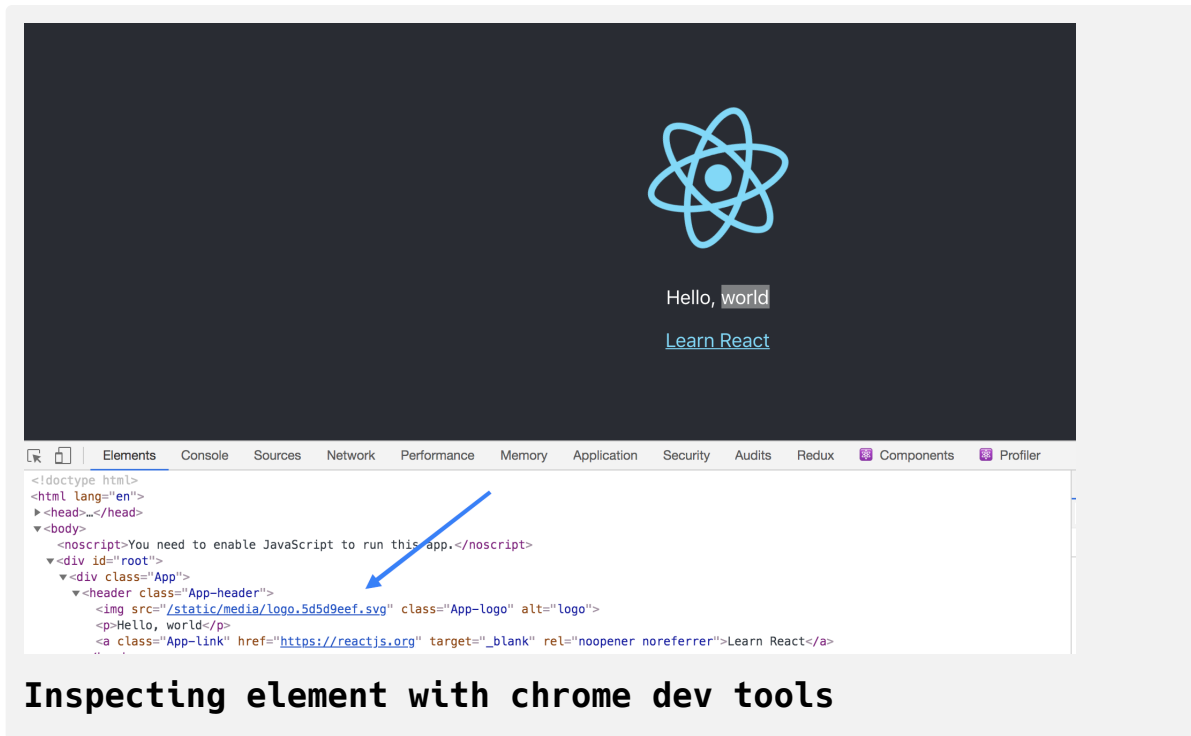 Hello, world
Learn React
Elements Console Sources Network Performance Memory Application Security Audits Redux Components Profiler
<!doctype html>
<html lang="en">
▶<head>…</head>
▼<body>
<noscript>You need to enable JavaScript to run this app.</noscript>
▼<div id="root">
▼<div class="App">
▼<header class="App-header">
<img src="/static/media/logo.5d5d9eef.svg" class="App-logo" alt="logo">
<p>Hello, world</p>
<a class="App-link" href="https://reactjs.org" target="_blank" rel="noopener noreferrer">Learn React</a>
Inspecting element with chrome dev tools